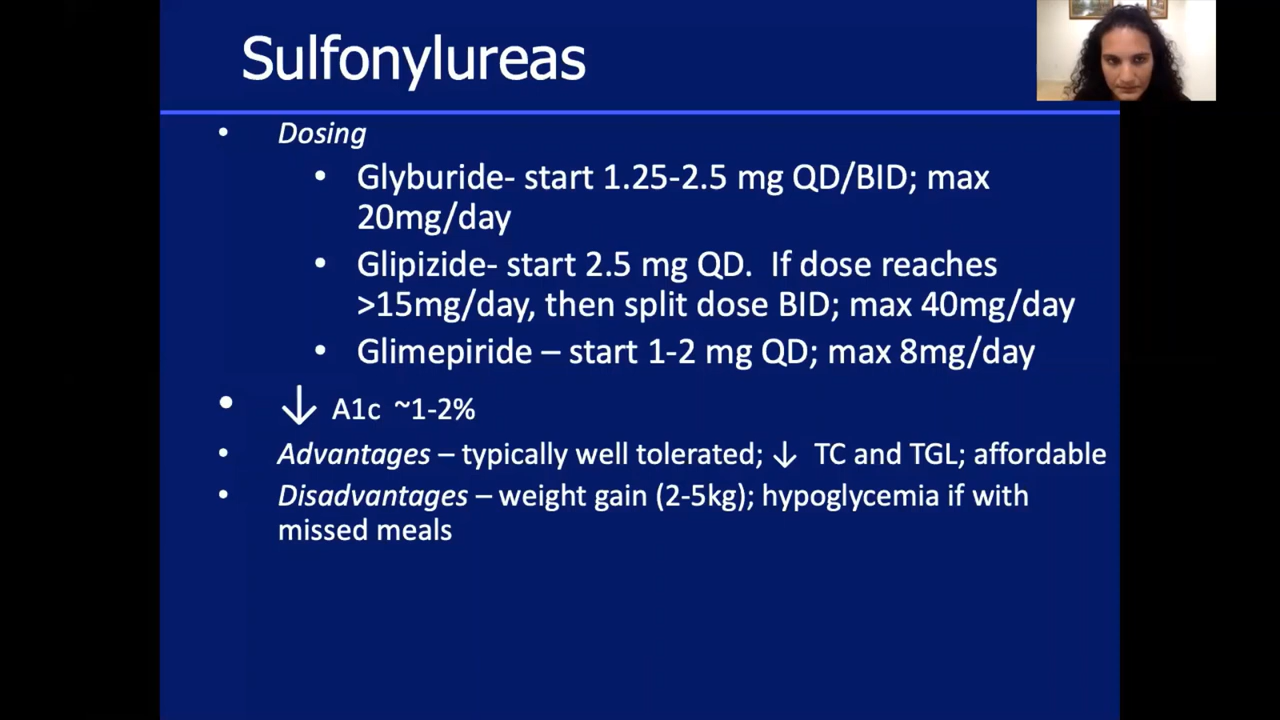 Sulfonylureas
• Dosing
• Glyburide- start 1.25-2.5 mg QD/BID; max
20mg/day
• Glipizide- start 2.5 mg QD.  If dose reaches
>15mg/day, then split dose BID; max 40mg/day
• Glimepiride – start 1-2 mg QD; max 8mg/day
• ↓ A1c ~1-2%
• Advantages – typically well tolerated; ↓ TC and TGL; affordable
• Disadvantages – weight gain (2-5kg); hypoglycemia if with
missed meals